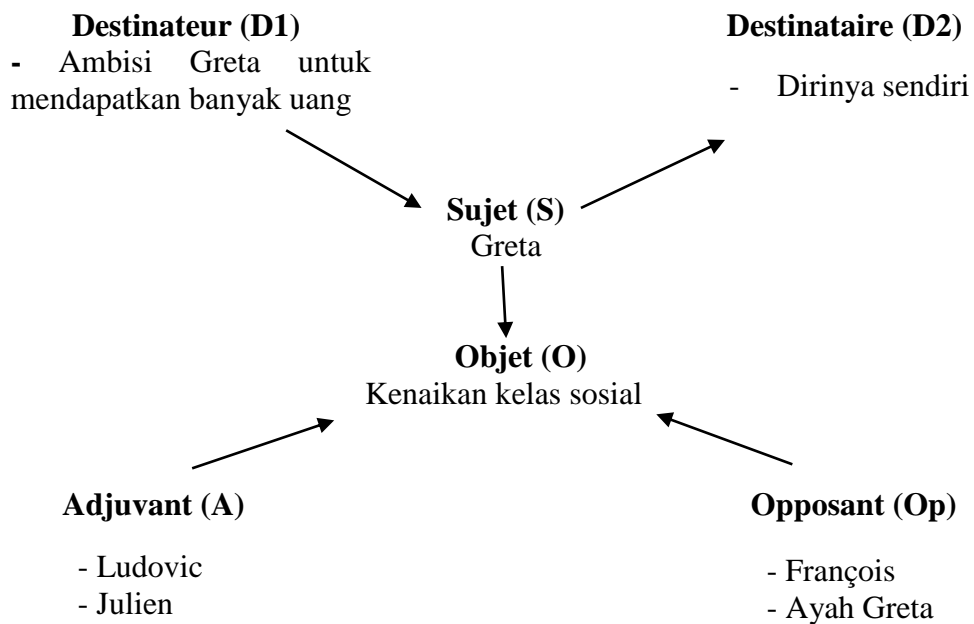 Destinateur (D1)
- Ambisi Greta untuk
mendapatkan banyak uang
Destinataire (D2)
- Dirinya sendiri
Sujet (S)
Greta
Objet (O)
Kenaikan kelas sosial
Adjuvant (A)
- Ludovic
- Julien
Opposant (Op)
- François
- Ayah Greta